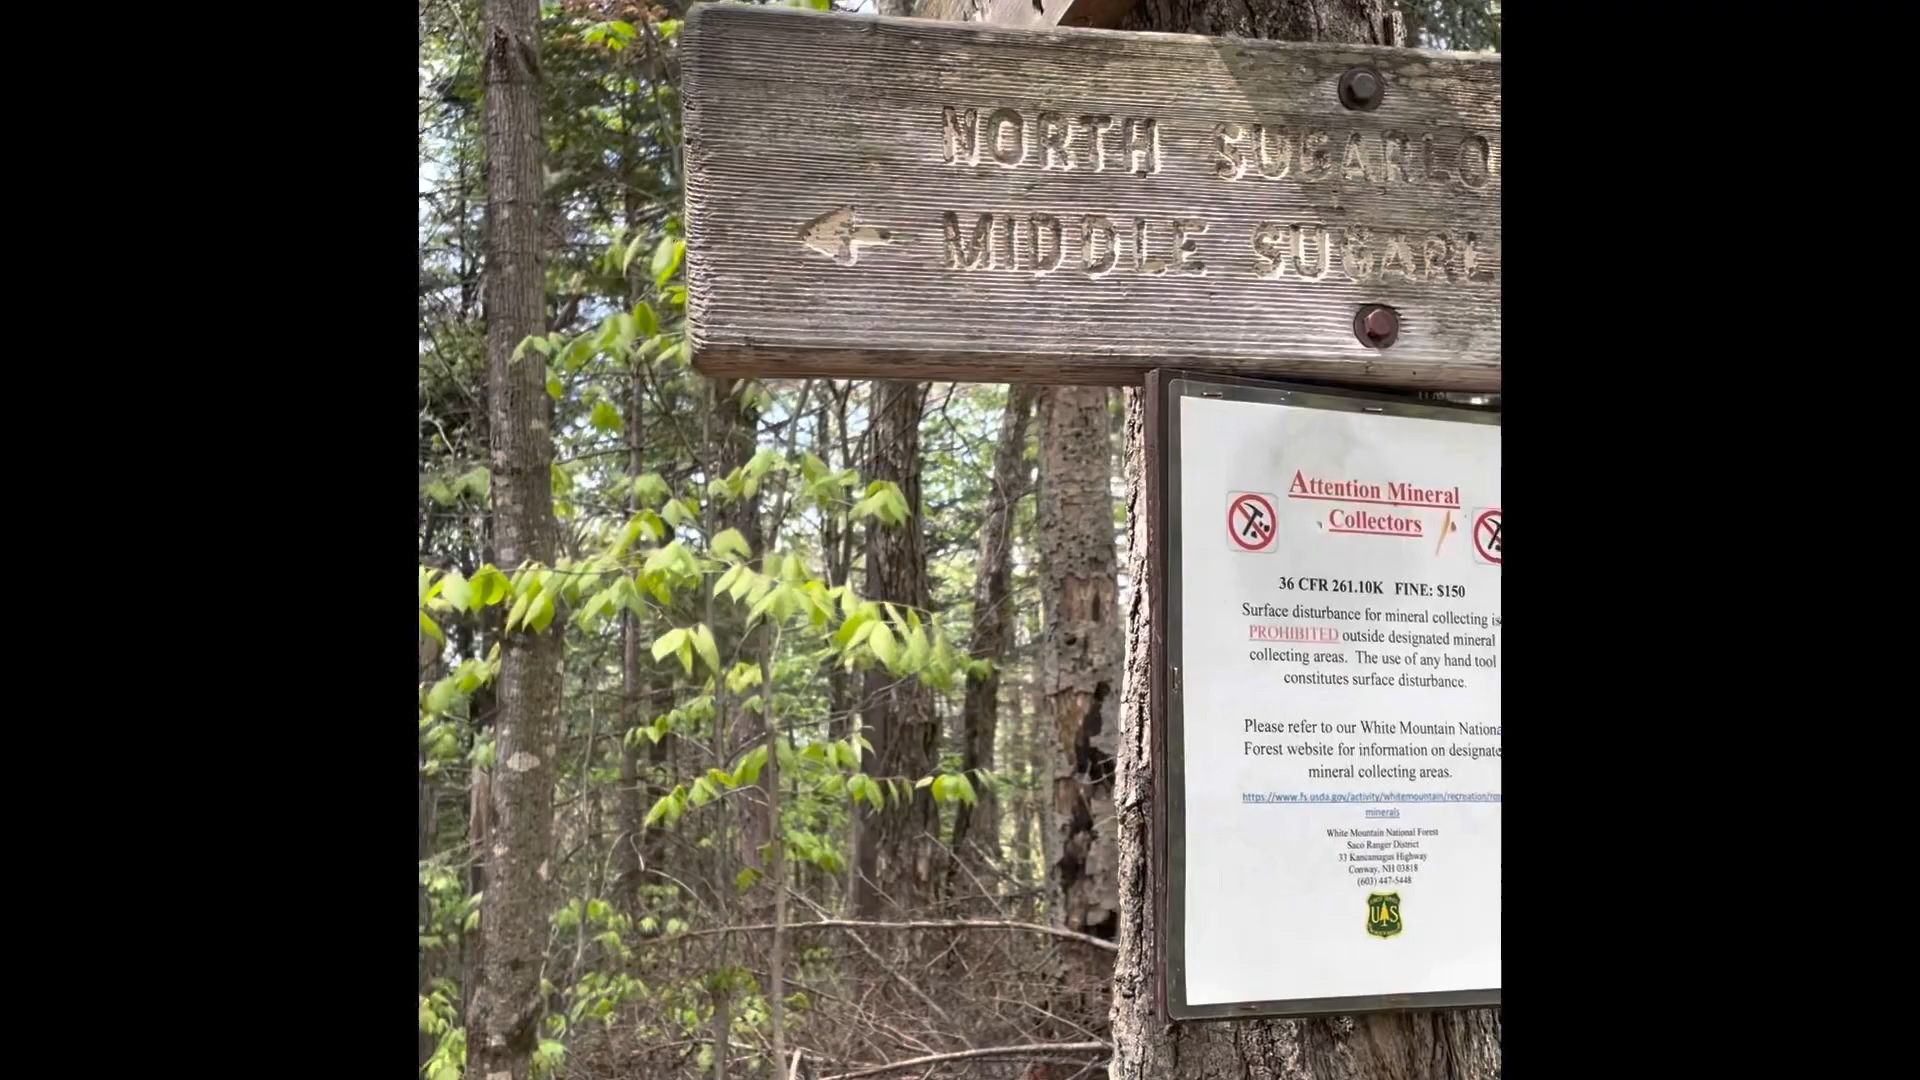 NORTH SUGARLO
MIDDLE SUGARL
Attention Mineral
Collectors
36 CFR 261.10K FINE: $150
Surface disturbance for mineral collecting is
PROHIBITED outside designated mineral
collecting areas. The use of any hand tool
constitutes surface disturbance.
Please refer to our White Mountain Nationa
Forest website for information on designate
mineral collecting areas.
https://www.fs.usda.gov/activity/whitemountain/recreation/ro
minerals
White Mountain National Forest
Saco Ranger District
33 Kancamagus Highway
Conway, NH 03818
(603) 447-5448
US